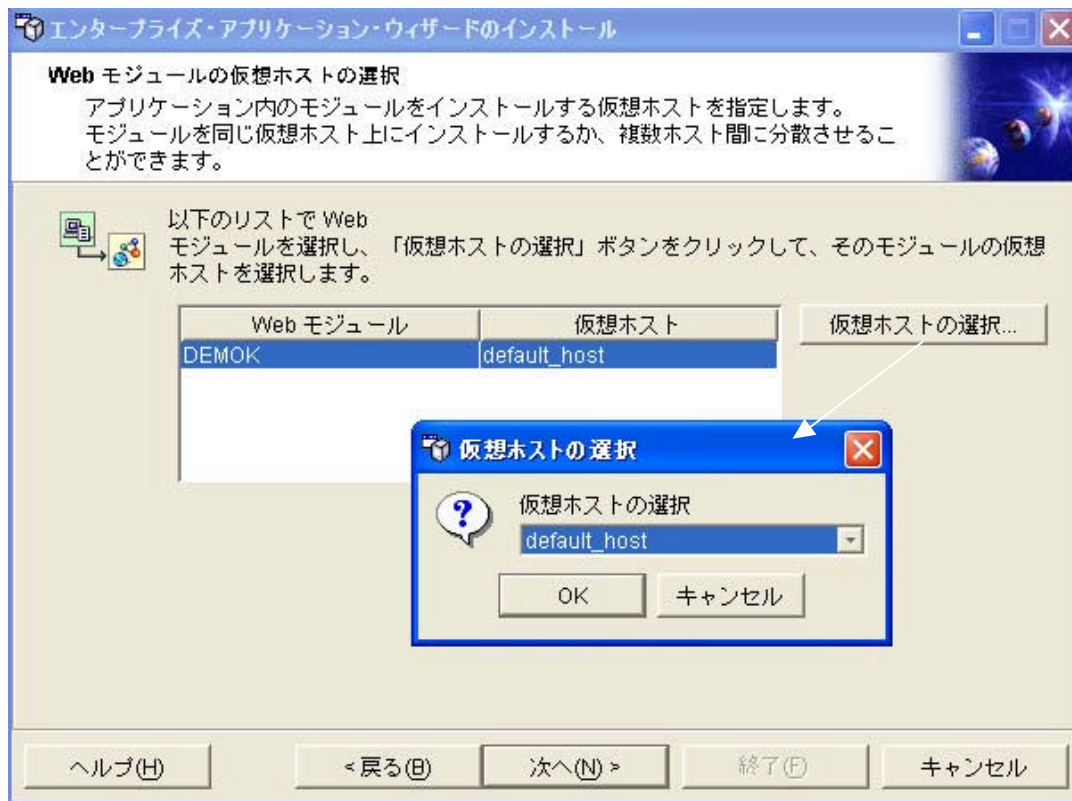 エンタープライズ・アプリケーション・ウィザードのインストール
Web モジュールの仮想ホストの選択
アプリケーション内のモジュールをインストールする仮想ホストを指定します。
モジュールを同じ仮想ホスト上にインストールするか、複数ホスト間に分散させるこ
とができます。
以下のリストで Web
モジュールを選択し、「仮想ホストの選択」ボタンをクリックして、そのモジュールの仮想
ホストを選択します。
Web モジュール 仮想ホスト
仮想ホストの選択...
DEMOK default_host
仮想ホストの選択
仮想ホストの選択
default_host
OK キャンセル
ヘルプ(H) <戻る(B) 次へ(N) > 終了(F) キャンセル